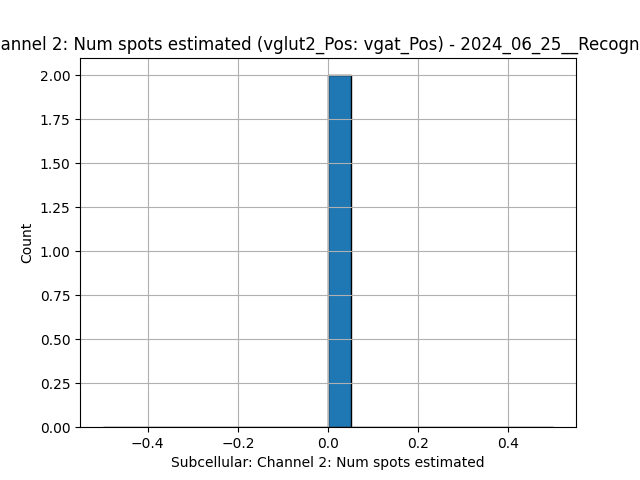 annel 2: Num spots estimated (vglut2_Pos: vgat_Pos) - 2024_06_25__Recogn
2.00
1.75
1.50
1.25
1.00
0.75
0.50
0.25
0.00
Count
−0.4 −0.2 0.0 0.2 0.4
Subcellular: Channel 2: Num spots estimated